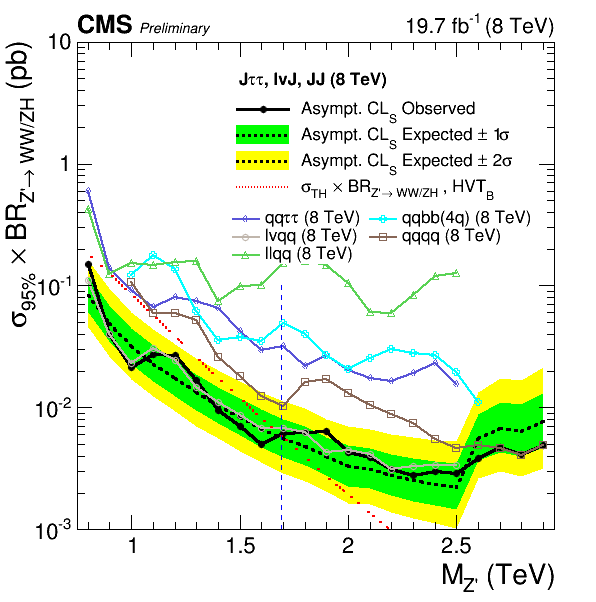 CMS Preliminary 19.7 fb⁻¹ (8 TeV)
σ95% × BRZ'→ WW/ZH (pb)
10
1
10⁻¹
10⁻²
10⁻³
Jττ, lνJ, JJ (8 TeV)
Asympt. CLS Observed
Asympt. CLS Expected ± 1σ
Asympt. CLS Expected ± 2σ
σTH × BRZ'→ WW/ZH , HVTB
qqττ (8 TeV) qqbb(4q) (8 TeV)
lvqq (8 TeV) qqqq (8 TeV)
llqq (8 TeV)
1 1.5 2 2.5
MZ' (TeV)